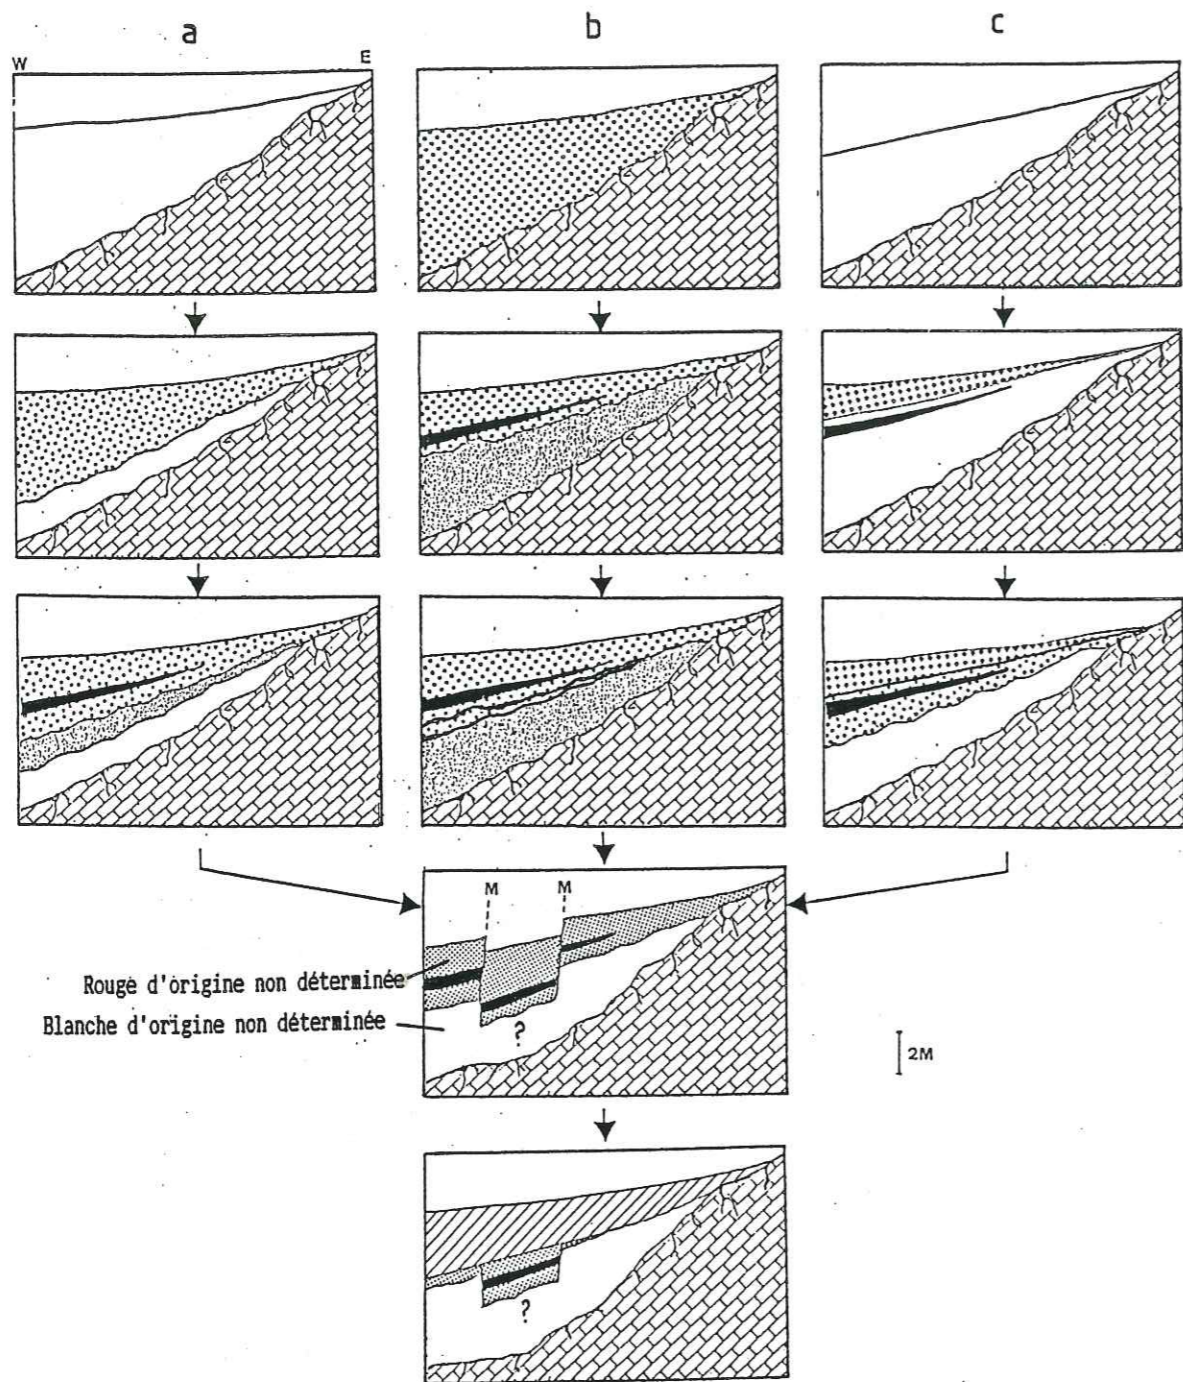 a
b
c
W
E
M
M
Rouge d'origine non déterminée
Blanche d'origine non déterminée
?
2M
?